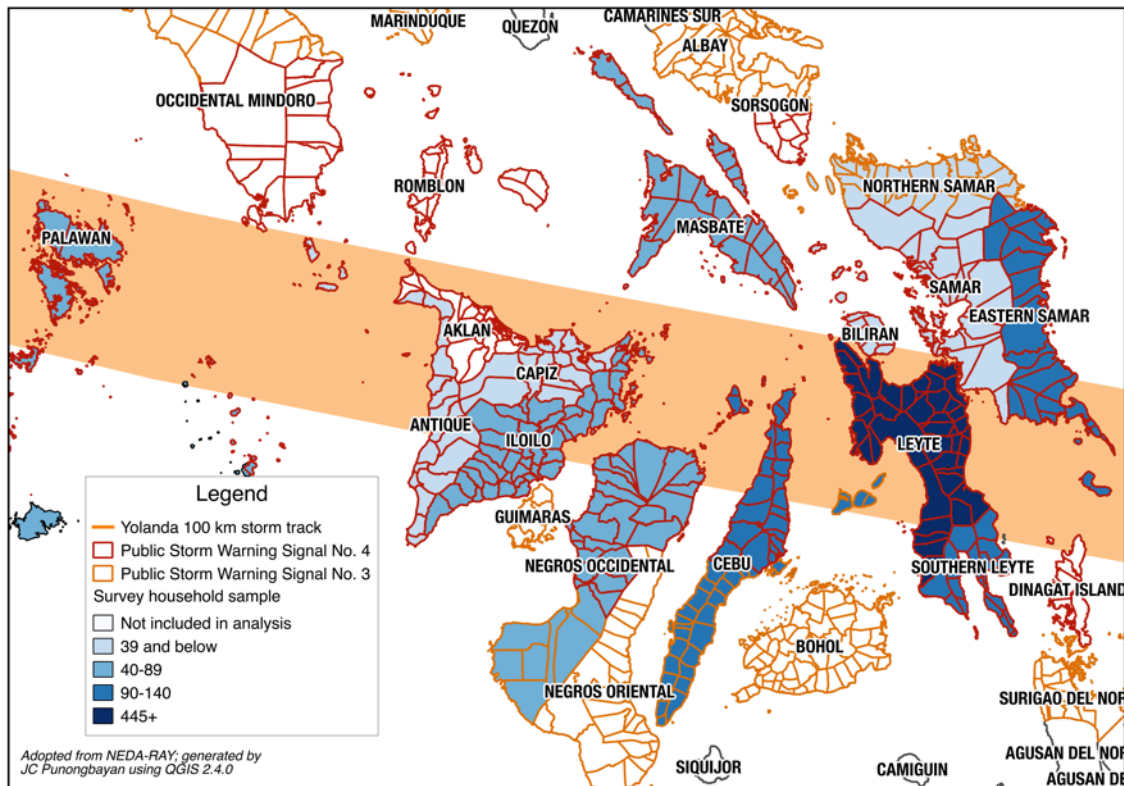 MARINDUQUE
QUEZON
CAMARINES SUR
ALBAY
OCCIDENTAL MINDORO
SORSOGON
ROMBLON
NORTHERN SAMAR
PALAWAN
MASBATE
SAMAR
EASTERN SAMAR
AKLAN
BILIRAN
CAPIZ
ANTIQUE
ILOILO
LEYTE
GUIMARAS
NEGROS OCCIDENTAL
CEBU
SOUTHERN LEYTE
DINAGAT ISLAND
BOHOL
NEGROS ORIENTAL
SURIGAO DEL NOR
AGUSAN DEL NOR
SIQUIJOR
CAMIGUIN
AGUSAN DE
Legend
Yolanda 100 km storm track
Public Storm Warning Signal No. 4
Public Storm Warning Signal No. 3
Survey household sample
Not included in analysis
39 and below
40-89
90-140
445+
Adopted from NEDA-RAY; generated by
JC Punongbayan using QGIS 2.4.0